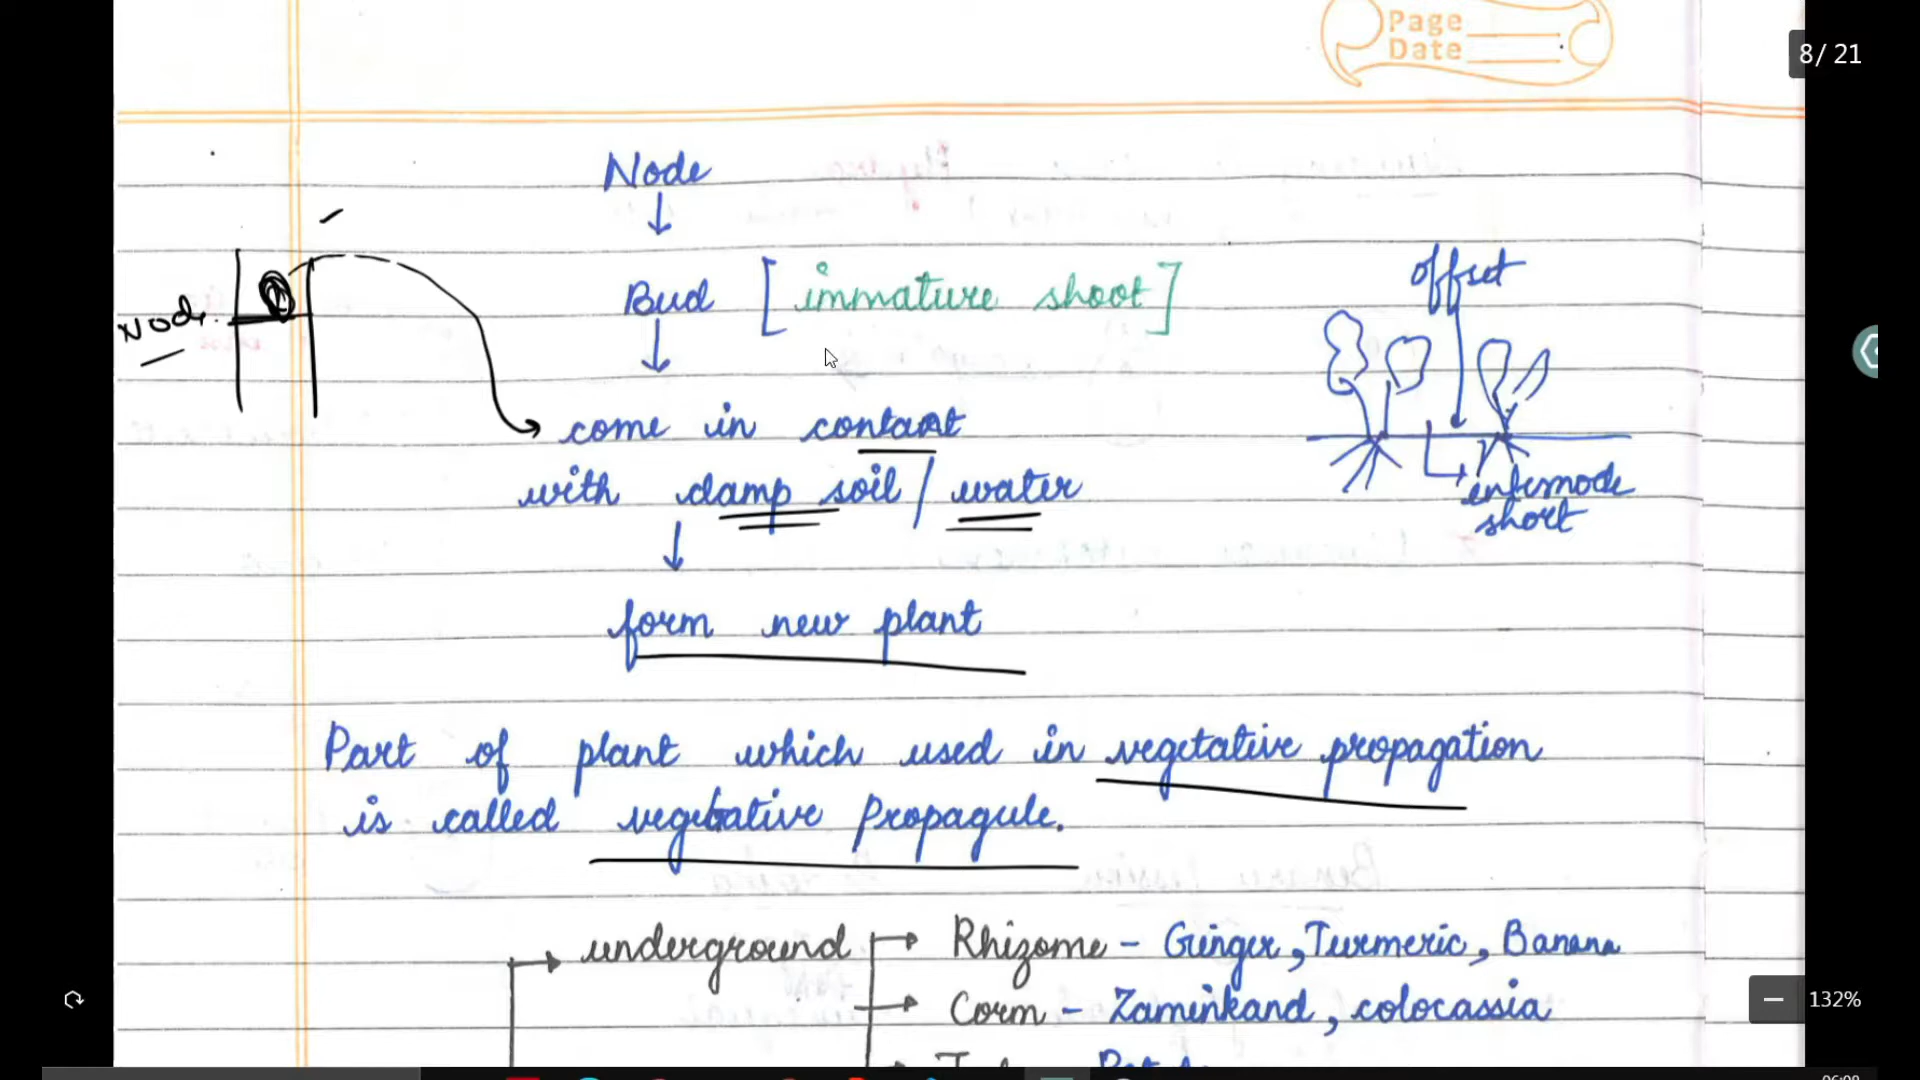 Page
Date
8/ 21
Node
Bud [immature shoot]
offset
Node
come in contact
with damp soil / water
internode
short
form new plant
Part of plant which used in vegetative propagation
is called vegetative Propagule.
underground
Rhizome - Ginger, Turmeric, Banana
Corm - Zaminkand, colocassia
132%